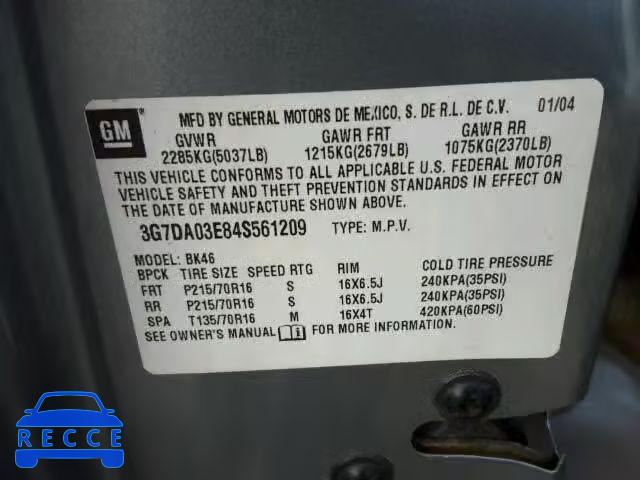 GM
MFD BY GENERAL MOTORS DE MEXICO, S. DE R.L. DE C.V. 01/04
GVWR GAWR FRT GAWR RR
2285KG(5037LB) 1215KG(2679LB) 1075KG(2370LB)
THIS VEHICLE CONFORMS TO ALL APPLICABLE U.S. FEDERAL MOTOR
VEHICLE SAFETY AND THEFT PREVENTION STANDARDS IN EFFECT ON
THE DATE OF MANUFACTURE SHOWN ABOVE.
3G7DA03E84S561209 TYPE: M.P.V.
MODEL: BK46
BPCK TIRE SIZE SPEED RTG RIM COLD TIRE PRESSURE
FRT P215/70R16 S 16X6.5J 240KPA(35PSI)
RR P215/70R16 S 16X6.5J 240KPA(35PSI)
SPA T135/70R16 M 16X4T 420KPA(60PSI)
SEE OWNER'S MANUAL FOR MORE INFORMATION.
RECCE